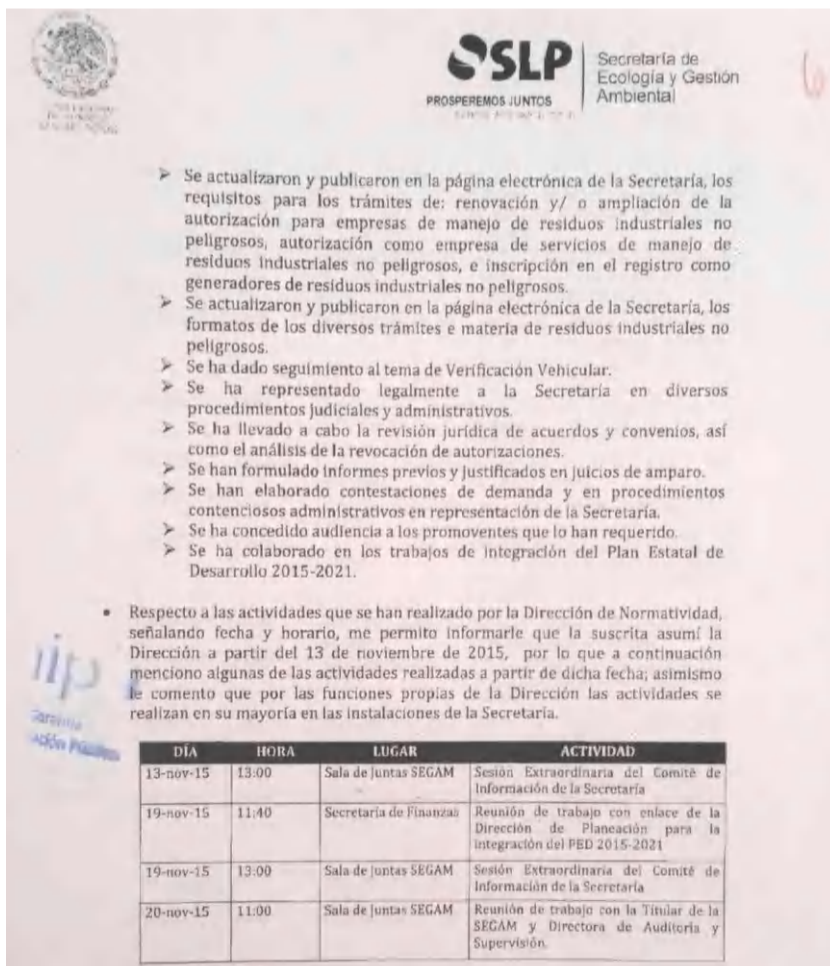 SLP
PROSPEREMOS JUNTOS
Secretaría de
Ecología y Gestión
Ambiental
6
➤ Se actualizaron y publicaron en la página electrónica de la Secretaría, los
requisitos para los trámites de: renovación y/ o ampliación de la
autorización para empresas de manejo de residuos industriales no
peligrosos, autorización como empresa de servicios de manejo de
residuos industriales no peligrosos, e inscripción en el registro como
generadores de residuos industriales no peligrosos.
➤ Se actualizaron y publicaron en la página electrónica de la Secretaría, los
formatos de los diversos trámites e materia de residuos industriales no
peligrosos.
➤ Se ha dado seguimiento al tema de Verificación Vehicular.
➤ Se ha representado legalmente a la Secretaría en diversos
procedimientos judiciales y administrativos.
➤ Se ha llevado a cabo la revisión jurídica de acuerdos y convenios, así
como el análisis de la revocación de autorizaciones.
➤ Se han formulado informes previos y justificados en juicios de amparo.
➤ Se han elaborado contestaciones de demanda y en procedimientos
contenciosos administrativos en representación de la Secretaría.
➤ Se ha concedido audiencia a los promoventes que lo han requerido.
➤ Se ha colaborado en los trabajos de integración del Plan Estatal de
Desarrollo 2015-2021.
• Respecto a las actividades que se han realizado por la Dirección de Normatividad,
señalando fecha y horario, me permito informarle que la suscrita asumí la
Dirección a partir del 13 de noviembre de 2015, por lo que a continuación
menciono algunas de las actividades realizadas a partir de dicha fecha; asimismo
le comento que por las funciones propias de la Dirección las actividades se
realizan en su mayoría en las instalaciones de la Secretaría.
DÍA HORA LUGAR ACTIVIDAD
13-nov-15 13:00 Sala de juntas SEGAM Sesión Extraordinaria del Comité de
Información de la Secretaría
19-nov-15 11:40 Secretaría de Finanzas Reunión de trabajo con enlace de la
Dirección de Planeación para la
integración del PED 2015-2021
19-nov-15 13:00 Sala de juntas SEGAM Sesión Extraordinaria del Comité de
Información de la Secretaría
20-nov-15 11:00 Sala de juntas SEGAM Reunión de trabajo con la Titular de la
SEGAM y Directora de Auditoría y
Supervisión.